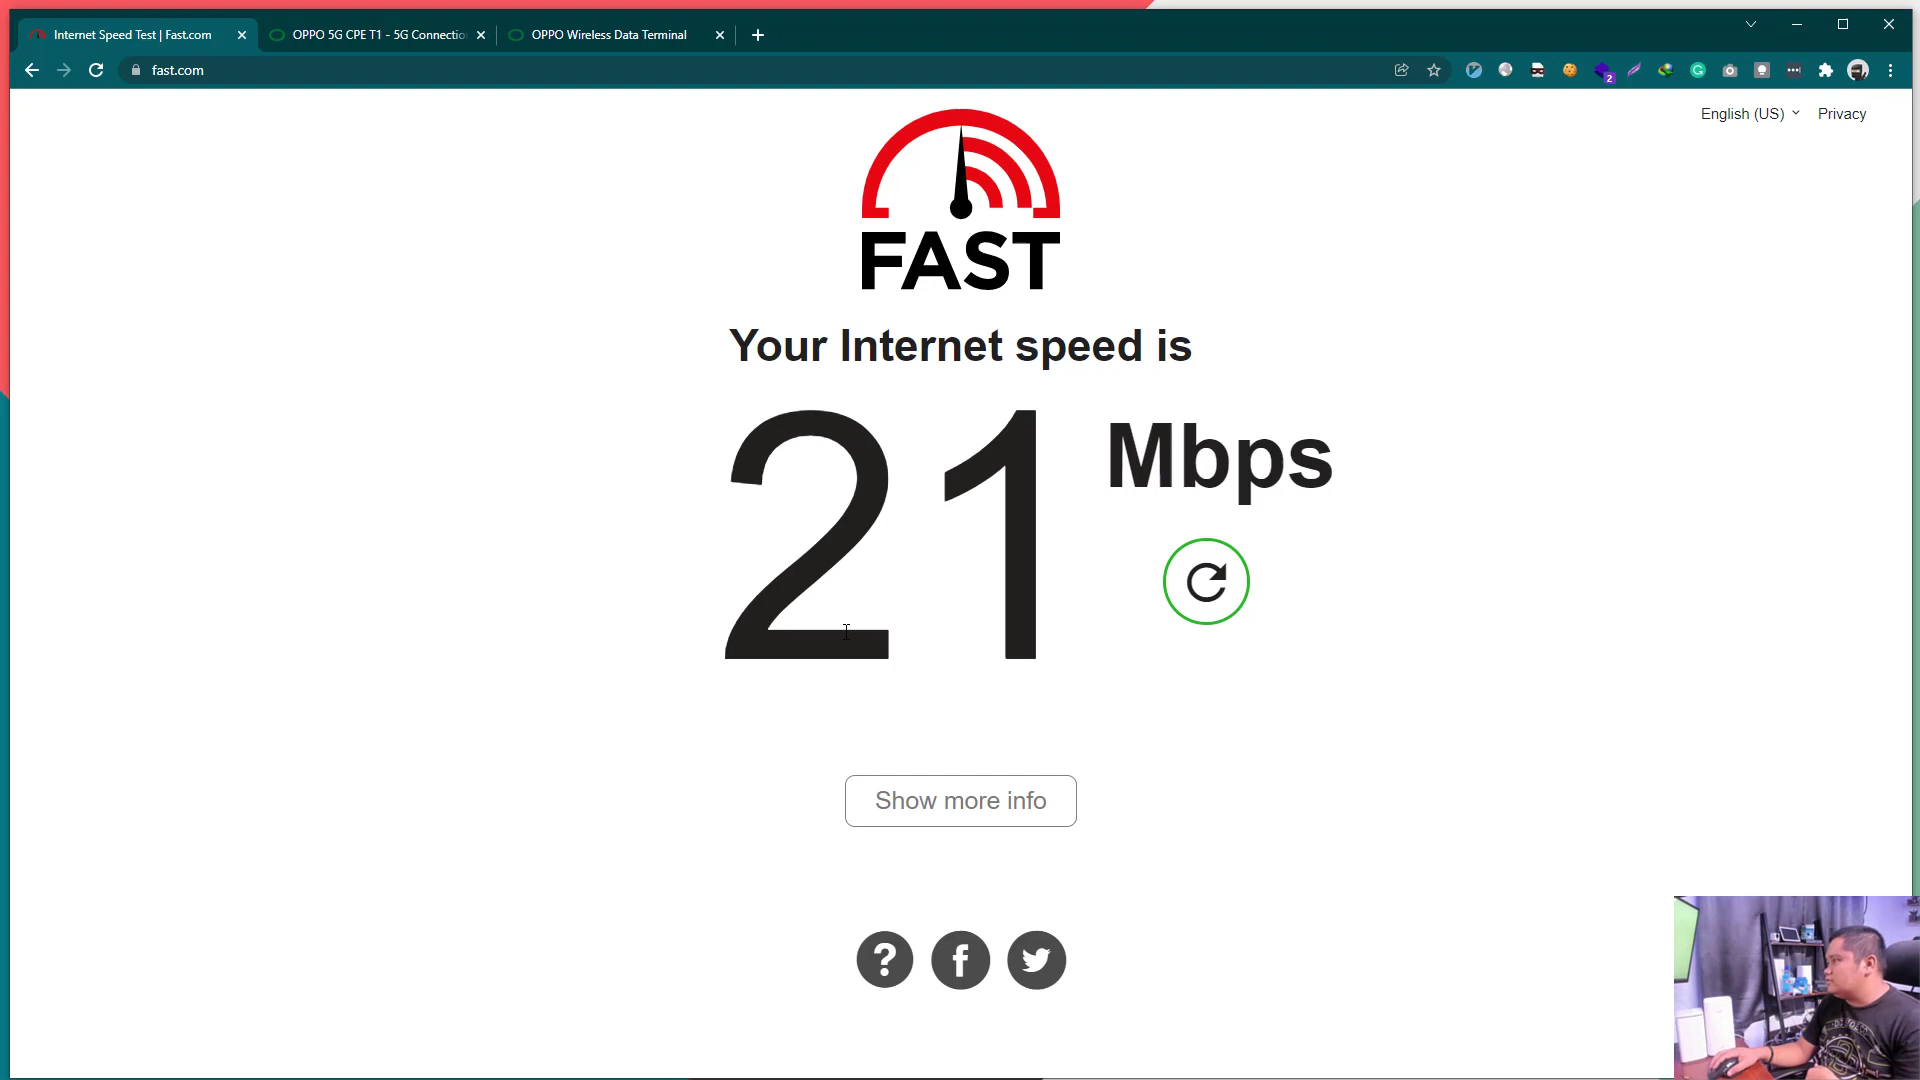 Internet Speed Test | Fast.com
OPPO 5G CPE T1 - 5G Connectio
OPPO Wireless Data Terminal
fast.com
2
English (US)
Privacy
FAST
Your Internet speed is
21 Mbps
Show more info